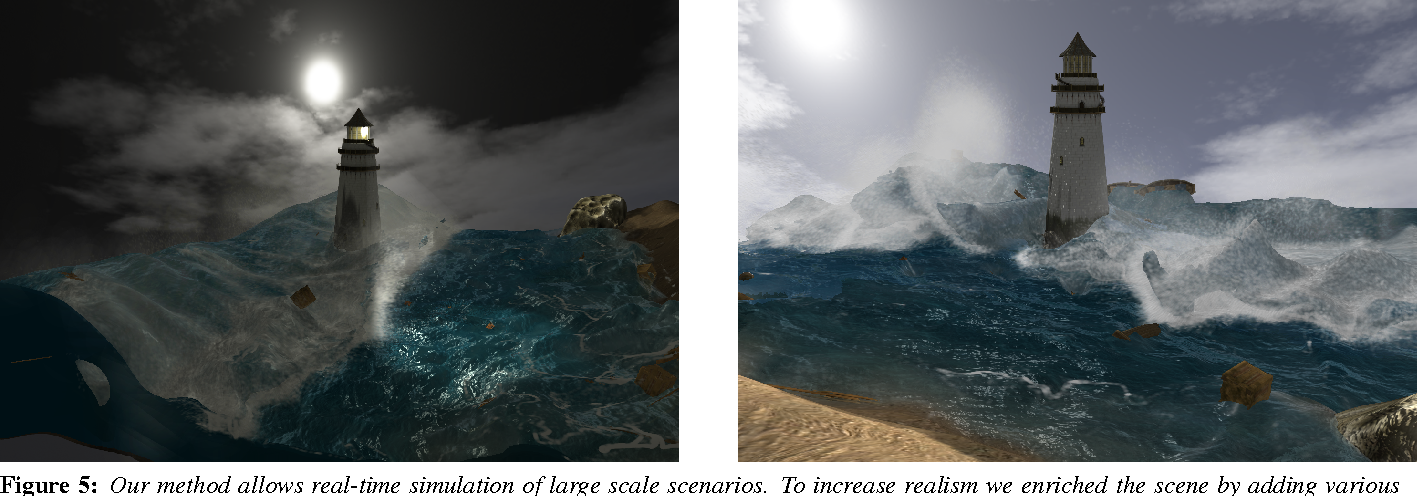 Figure 5: Our method allows real-time simulation of large scale scenarios. To increase realism we enriched the scene by adding various